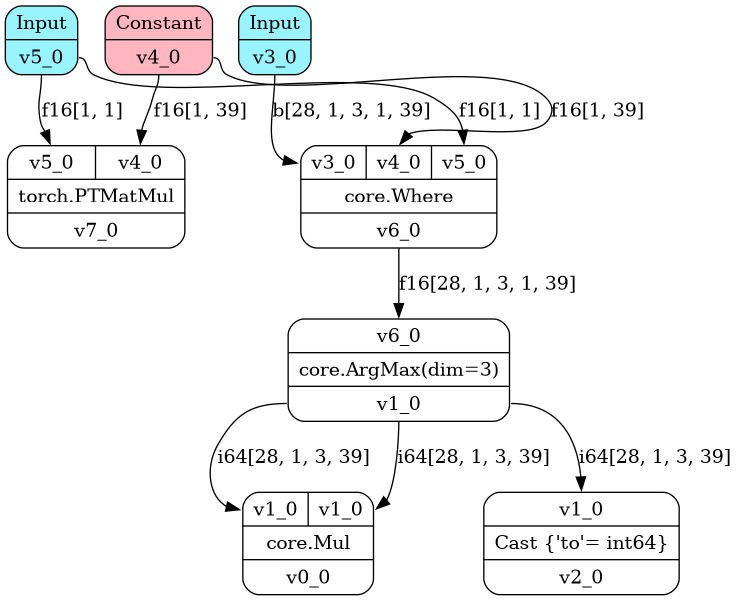 Input
v5_0
Constant
v4_0
Input
v3_0
f16[1, 1]
f16[1, 39]
b[28, 1, 3, 1, 39]
f16[1, 1]
f16[1, 39]
v5_0 v4_0
torch.PTMatMul
v7_0
v3_0 v4_0 v5_0
core.Where
v6_0
f16[28, 1, 3, 1, 39]
v6_0
core.ArgMax(dim=3)
v1_0
i64[28, 1, 3, 39]
i64[28, 1, 3, 39]
i64[28, 1, 3, 39]
v1_0 v1_0
core.Mul
v0_0
v1_0
Cast {'to'= int64}
v2_0